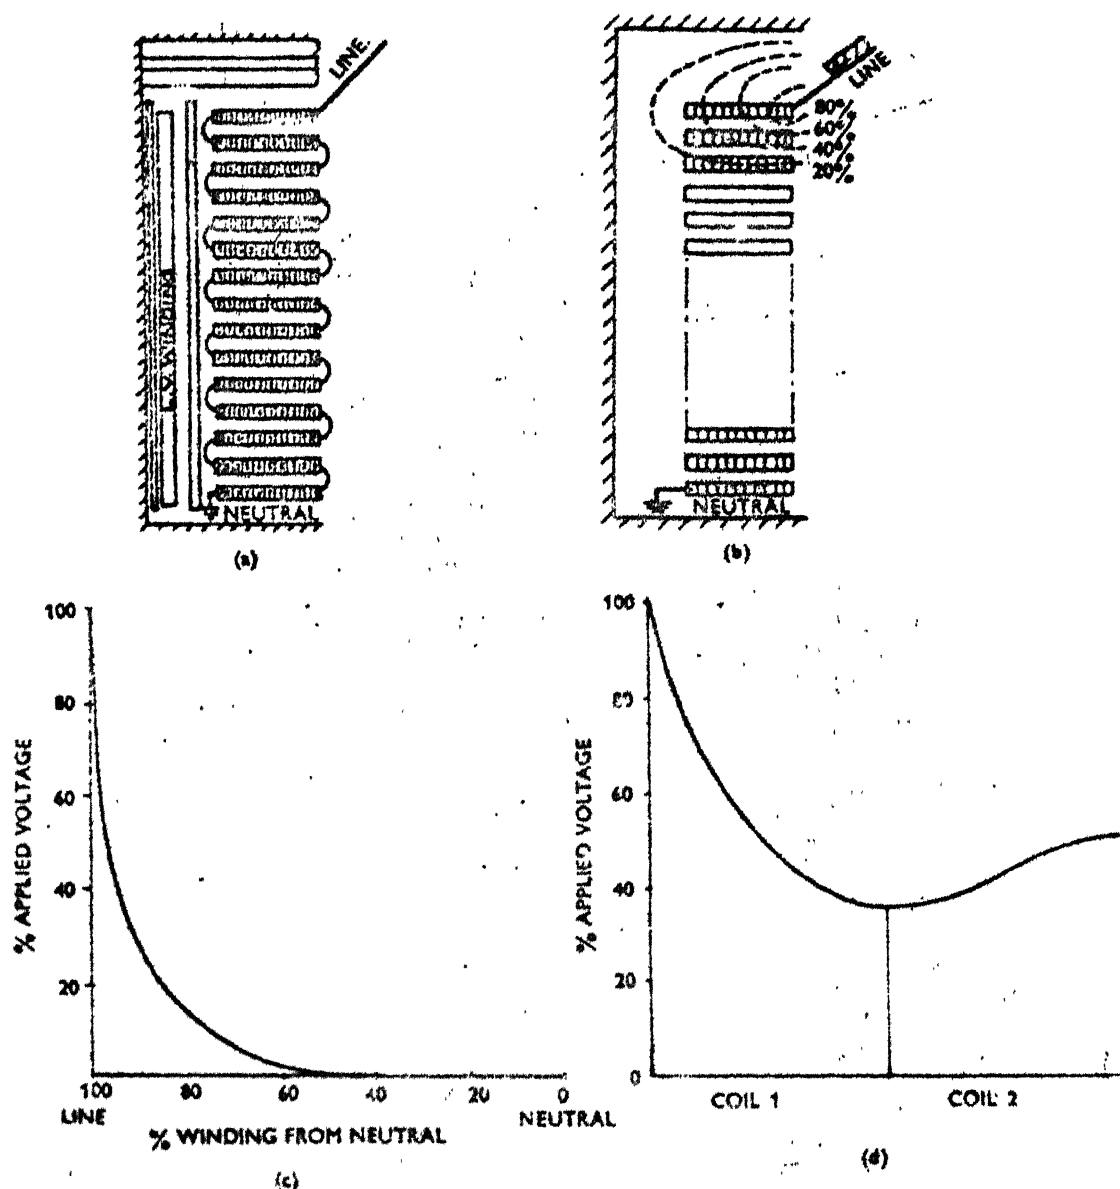 LINE.
L.V. WINDING
NEUTRAL
(a)
LINE
80%
60%
40%
20%
NEUTRAL
(b)
100
80
60
40
20
% APPLIED VOLTAGE
100 80 60 40 20 0
LINE NEUTRAL
% WINDING FROM NEUTRAL
(c)
100
80
60
40
20
0
% APPLIED VOLTAGE
COIL 1 COIL 2
(d)